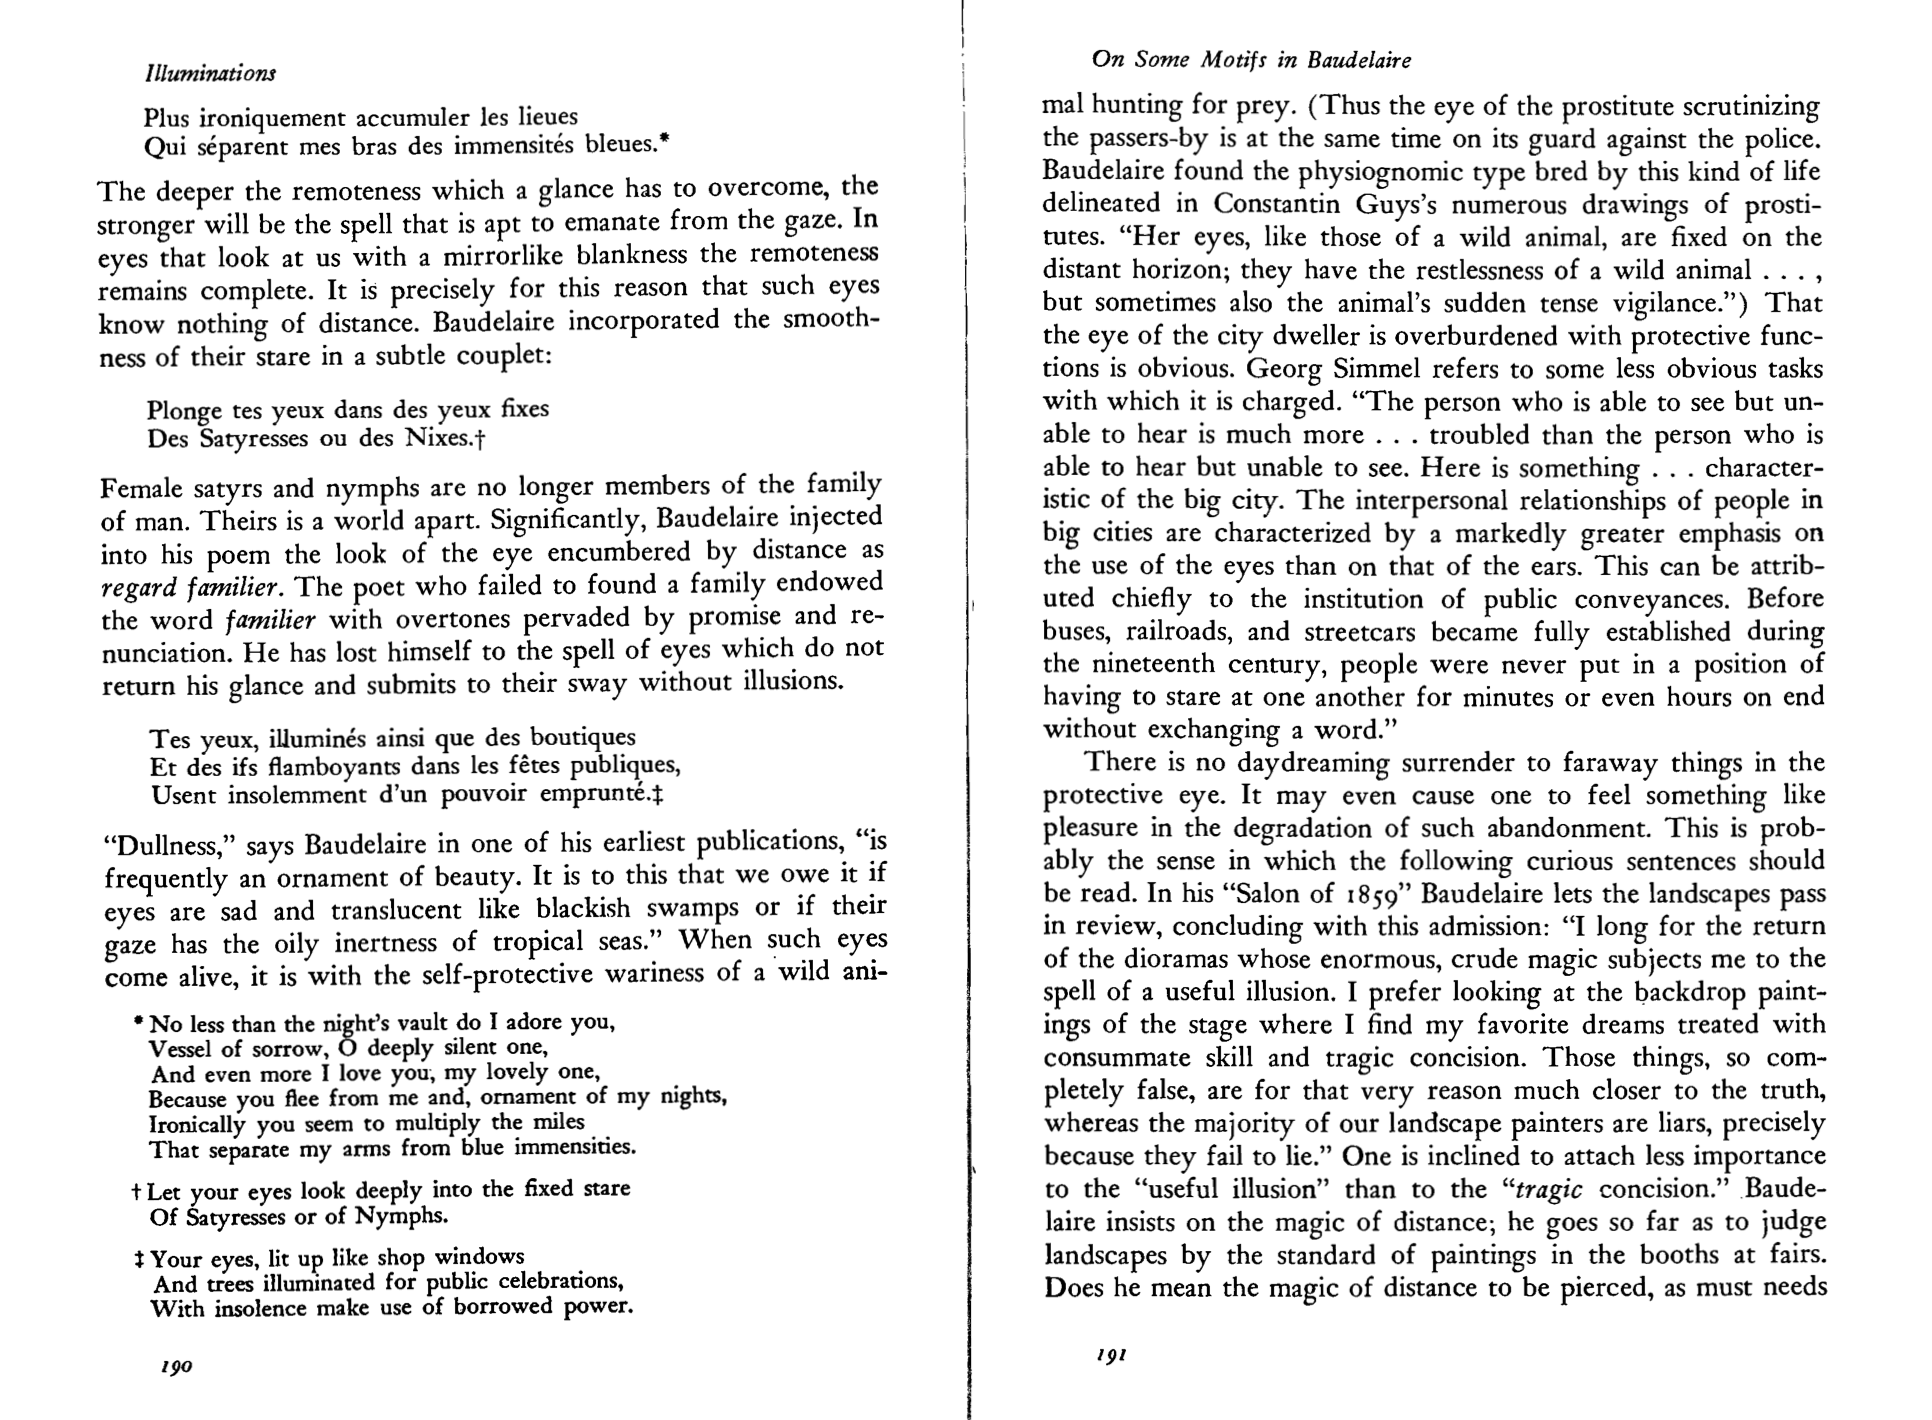 Illuminations
Plus ironiquement accumuler les lieues
Qui séparent mes bras des immensités bleues.*
The deeper the remoteness which a glance has to overcome, the
stronger will be the spell that is apt to emanate from the gaze. In
eyes that look at us with a mirrorlike blankness the remoteness
remains complete. It is precisely for this reason that such eyes
know nothing of distance. Baudelaire incorporated the smooth-
ness of their stare in a subtle couplet:
Plonge tes yeux dans des yeux fixes
Des Satyresses ou des Nixes.†
Female satyrs and nymphs are no longer members of the family
of man. Theirs is a world apart. Significantly, Baudelaire injected
into his poem the look of the eye encumbered by distance as
regard familier. The poet who failed to found a family endowed
the word familier with overtones pervaded by promise and re-
nunciation. He has lost himself to the spell of eyes which do not
return his glance and submits to their sway without illusions.
Tes yeux, illuminés ainsi que des boutiques
Et des ifs flamboyants dans les fêtes publiques,
Usent insolemment d'un pouvoir emprunté.‡
“Dullness,” says Baudelaire in one of his earliest publications, “is
frequently an ornament of beauty. It is to this that we owe it if
eyes are sad and translucent like blackish swamps or if their
gaze has the oily inertness of tropical seas.” When such eyes
come alive, it is with the self-protective wariness of a wild ani-
* No less than the night's vault do I adore you,
Vessel of sorrow, O deeply silent one,
And even more I love you, my lovely one,
Because you flee from me and, ornament of my nights,
Ironically you seem to multiply the miles
That separate my arms from blue immensities.
† Let your eyes look deeply into the fixed stare
Of Satyresses or of Nymphs.
‡ Your eyes, lit up like shop windows
And trees illuminated for public celebrations,
With insolence make use of borrowed power.
190
On Some Motifs in Baudelaire
mal hunting for prey. (Thus the eye of the prostitute scrutinizing
the passers-by is at the same time on its guard against the police.
Baudelaire found the physiognomic type bred by this kind of life
delineated in Constantin Guys's numerous drawings of prosti-
tutes. “Her eyes, like those of a wild animal, are fixed on the
distant horizon; they have the restlessness of a wild animal . . . ,
but sometimes also the animal's sudden tense vigilance.”) That
the eye of the city dweller is overburdened with protective func-
tions is obvious. Georg Simmel refers to some less obvious tasks
with which it is charged. “The person who is able to see but un-
able to hear is much more . . . troubled than the person who is
able to hear but unable to see. Here is something . . . character-
istic of the big city. The interpersonal relationships of people in
big cities are characterized by a markedly greater emphasis on
the use of the eyes than on that of the ears. This can be attrib-
uted chiefly to the institution of public conveyances. Before
buses, railroads, and streetcars became fully established during
the nineteenth century, people were never put in a position of
having to stare at one another for minutes or even hours on end
without exchanging a word.”
There is no daydreaming surrender to faraway things in the
protective eye. It may even cause one to feel something like
pleasure in the degradation of such abandonment. This is prob-
ably the sense in which the following curious sentences should
be read. In his “Salon of 1859” Baudelaire lets the landscapes pass
in review, concluding with this admission: “I long for the return
of the dioramas whose enormous, crude magic subjects me to the
spell of a useful illusion. I prefer looking at the backdrop paint-
ings of the stage where I find my favorite dreams treated with
consummate skill and tragic concision. Those things, so com-
pletely false, are for that very reason much closer to the truth,
whereas the majority of our landscape painters are liars, precisely
because they fail to lie.” One is inclined to attach less importance
to the “useful illusion” than to the “tragic concision.” Baude-
laire insists on the magic of distance; he goes so far as to judge
landscapes by the standard of paintings in the booths at fairs.
Does he mean the magic of distance to be pierced, as must needs
191